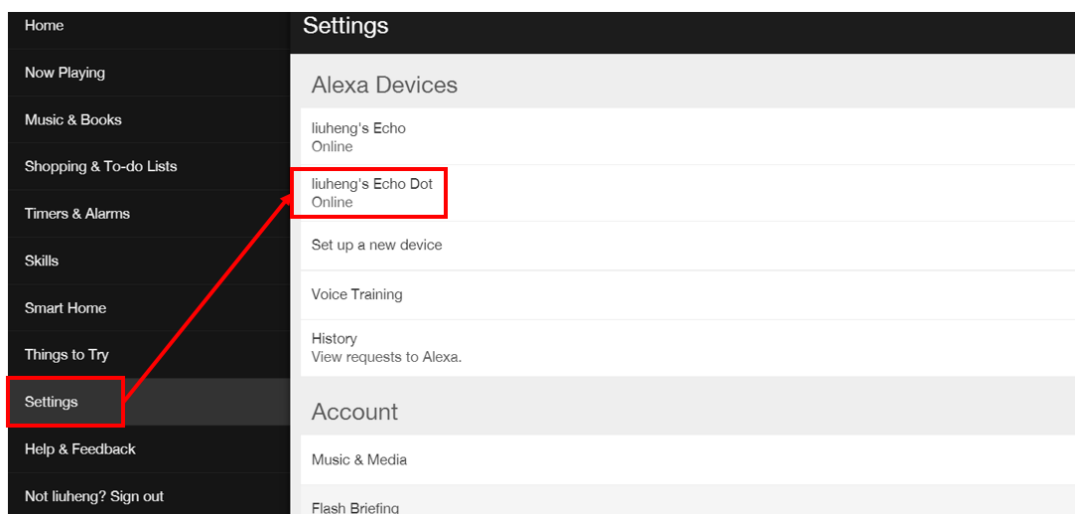 Home
Now Playing
Music & Books
Shopping & To-do Lists
Timers & Alarms
Skills
Smart Home
Things to Try
Settings
Help & Feedback
Not liuheng? Sign out
Settings
Alexa Devices
liuheng's Echo
Online
liuheng's Echo Dot
Online
Set up a new device
Voice Training
History
View requests to Alexa.
Account
Music & Media
Flash Briefing